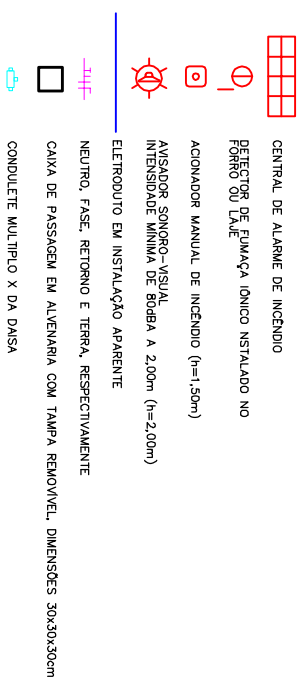 CENTRAL DE ALARME DE INCÊNDIO
DETECTOR DE FUMAÇA IÔNICO NSTALADO NO
FORRO OU LAJE
ACIONADOR MANUAL DE INCÊNDIO (h=1,50m)
AVISADOR SONORO-VISUAL
INTENSIDADE MÍNIMA DE 80dBA A 2,00m (h=2,00m)
ELETRODUTO EM INSTALAÇÃO APARENTE
NEUTRO, FASE, RETORNO E TERRA, RESPECTIVAMENTE
CAIXA DE PASSAGEM EM ALVENARIA COM TAMPA REMOVÍVEL, DIMENSÕES 30x30x30cm
CONDULETE MULTIPLO X DA DAISA